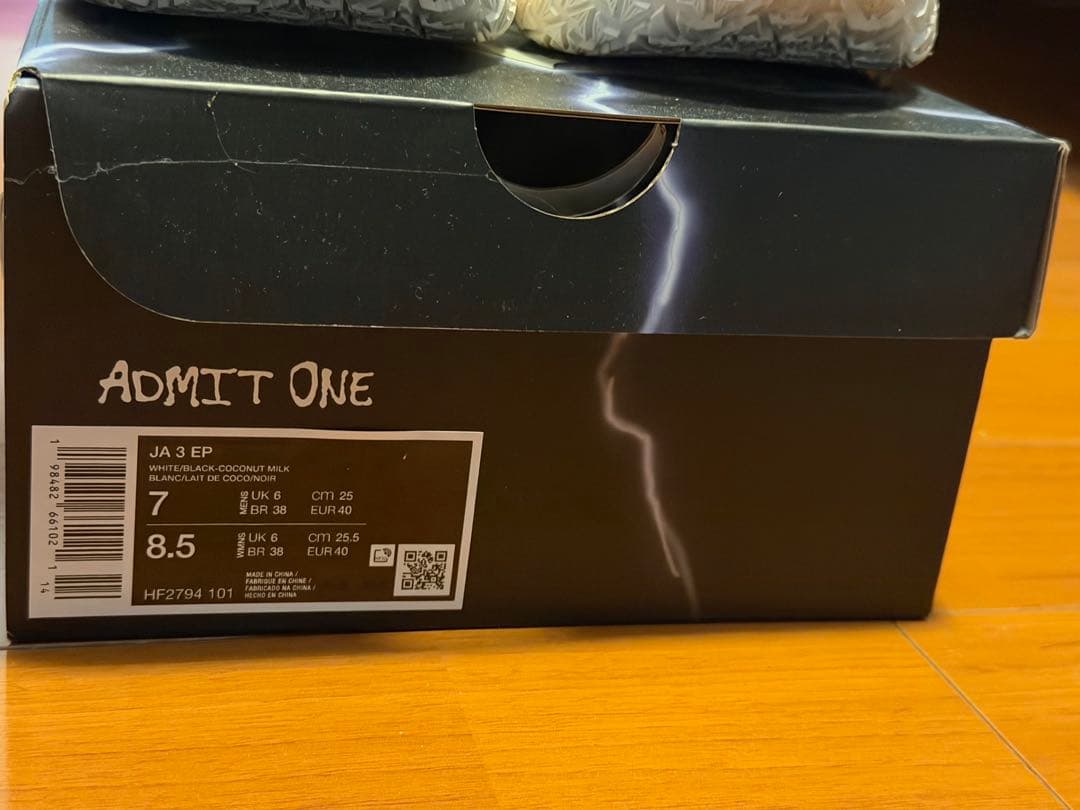 ADMIT ONE
1 98482 66102 1 14
JA 3 EP
WHITE/BLACK-COCONUT MILK
BLANC/LAIT DE COCO/NOIR
7 MENS UK 6 cm 25
BR 38 EUR 40
8.5 WMNS UK 6 cm 25.5
BR 38 EUR 40
HF2794 101
MADE IN CHINA /
FABRIQUÉ EN CHINE /
FABRICADO NA CHINA /
HECHO EN CHINA